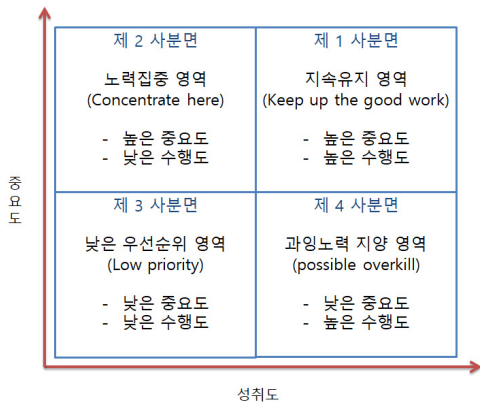 제 2 사분면
노력집중 영역
(Concentrate here)
- 높은 중요도
- 낮은 수행도
제 1 사분면
지속유지 영역
(Keep up the good work)
- 높은 중요도
- 높은 수행도
중요도
제 3 사분면
낮은 우선순위 영역
(Low priority)
- 낮은 중요도
- 낮은 수행도
제 4 사분면
과잉노력 지양 영역
(possible overkill)
- 낮은 중요도
- 높은 수행도
성취도